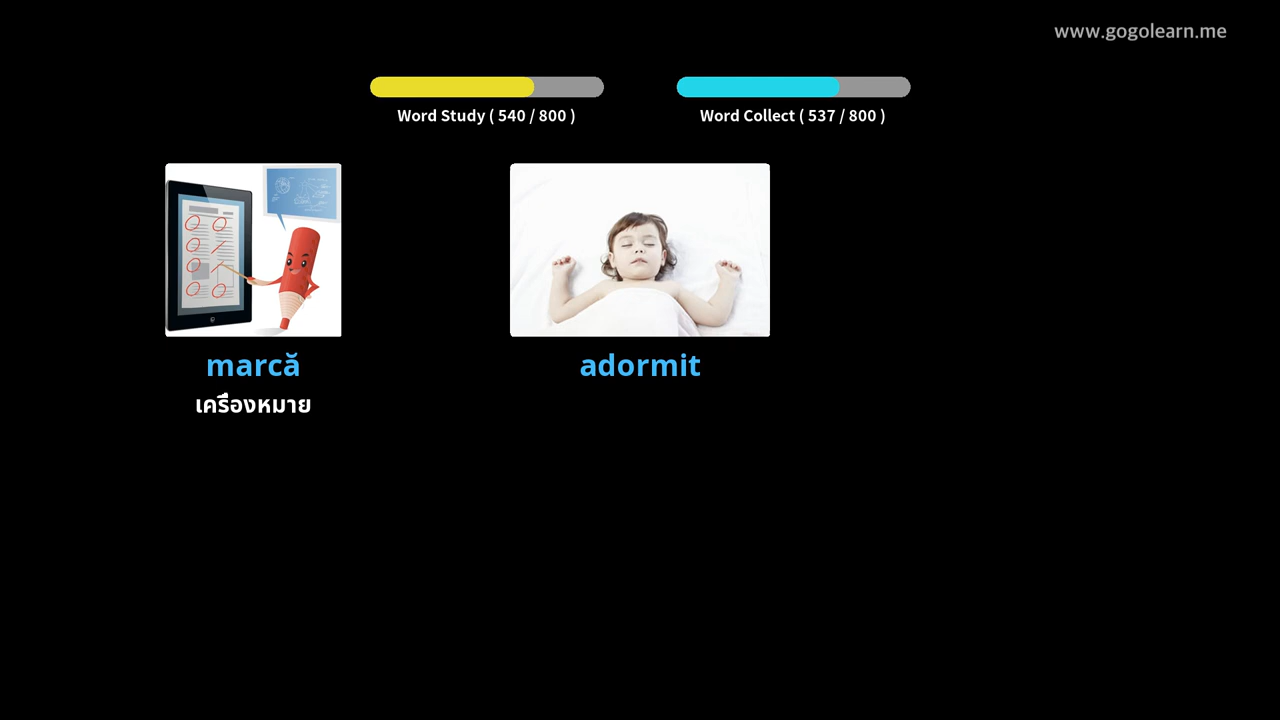 www.gogolearn.me
Word Study ( 540 / 800 )
Word Collect ( 537 / 800 )
marcă
เครื่องหมาย
adormit